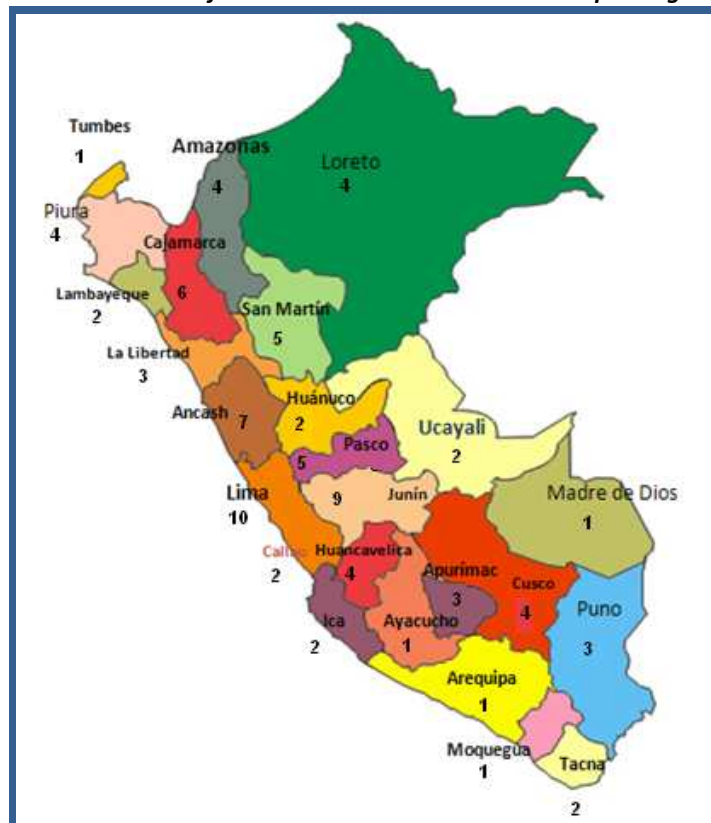 Tumbes
1
Amazonas
4
Loreto
4
Piura
4
Cajamarca
6
Lambayeque
2
San Martín
5
La Libertad
3
Huánuco
2
Ancash
7
Ucayali
2
Pasco
5
Lima
10
9
Junín
Madre de Dios
1
Callao
2
Huancavelica
4
Apurímac
3
Cusco
4
Puno
3
Ica
2
Ayacucho
1
Arequipa
1
Moquegua
1
Tacna
2